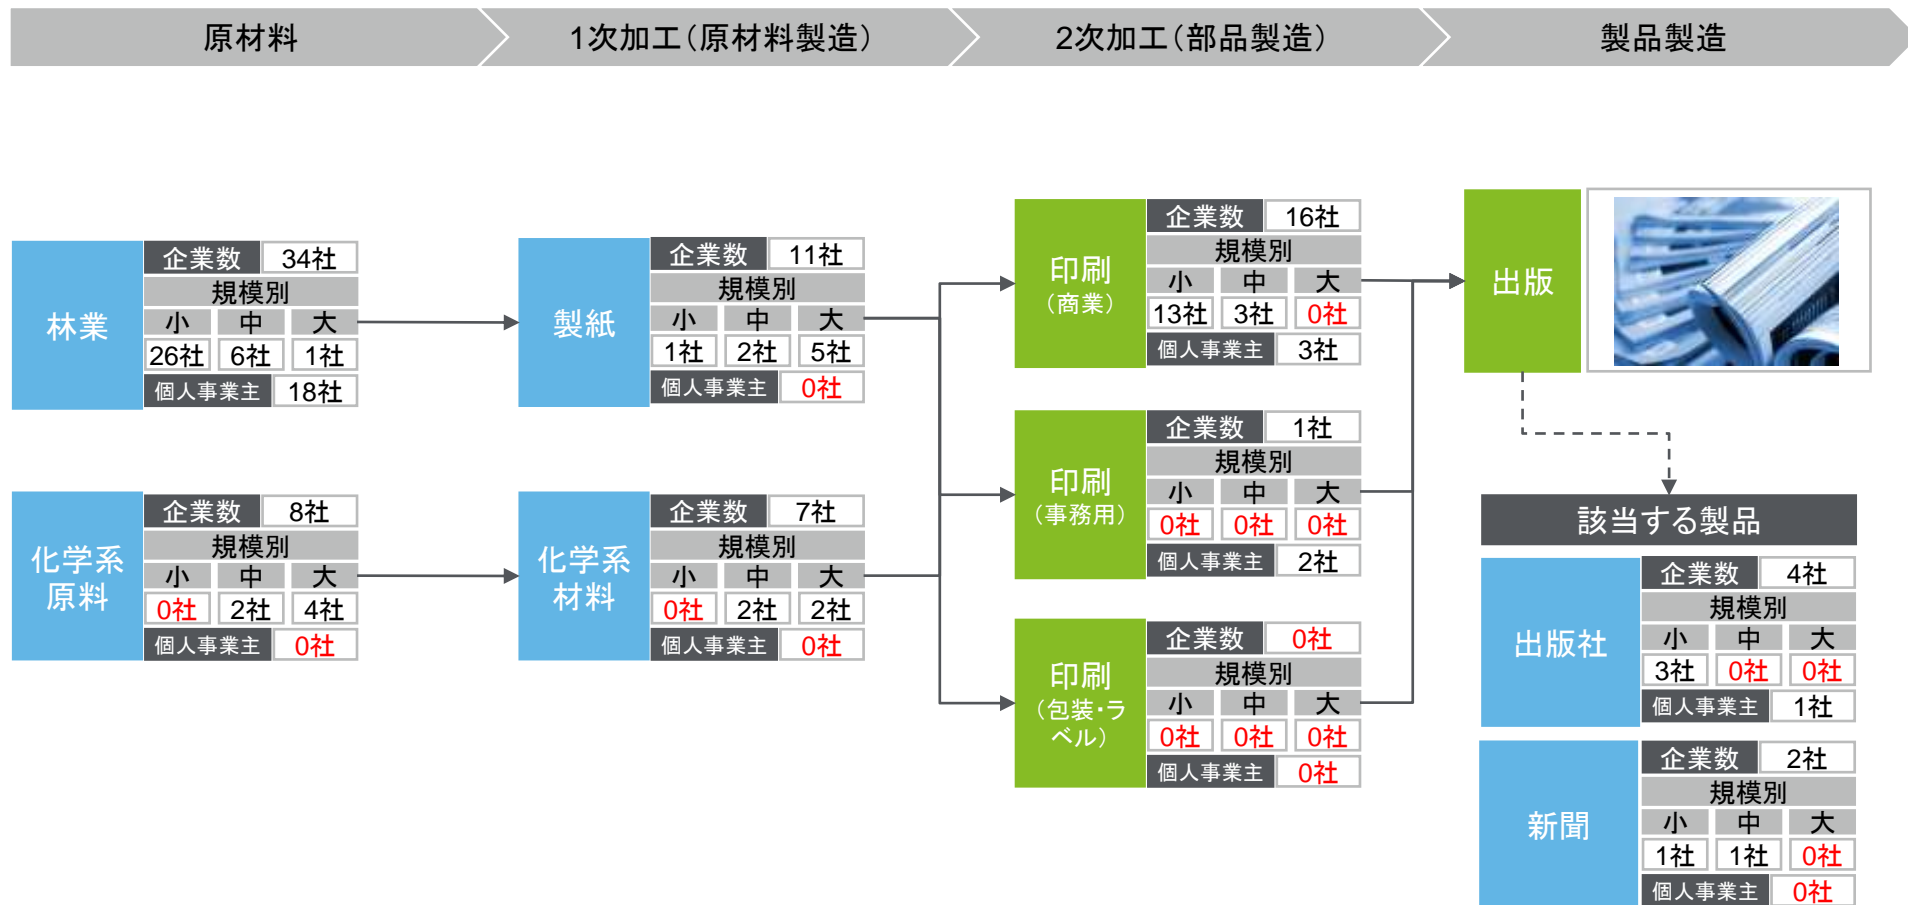 原材料
1次加工(原材料製造)
2次加工(部品製造)
製品製造
林業
企業数 34社
規模別
小 中 大
26社 6社 1社
個人事業主 18社
化学系
原料
企業数 8社
規模別
小 中 大
0社 2社 4社
個人事業主 0社
製紙
企業数 11社
規模別
小 中 大
1社 2社 5社
個人事業主 0社
化学系
材料
企業数 7社
規模別
小 中 大
0社 2社 2社
個人事業主 0社
印刷
(商業)
企業数 16社
規模別
小 中 大
13社 3社 0社
個人事業主 3社
印刷
(事務用)
企業数 1社
規模別
小 中 大
0社 0社 0社
個人事業主 2社
印刷
(包装・ラ
ベル)
企業数 0社
規模別
小 中 大
0社 0社 0社
個人事業主 0社
出版
該当する製品
出版社
企業数 4社
規模別
小 中 大
3社 0社 0社
個人事業主 1社
新聞
企業数 2社
規模別
小 中 大
1社 1社 0社
個人事業主 0社